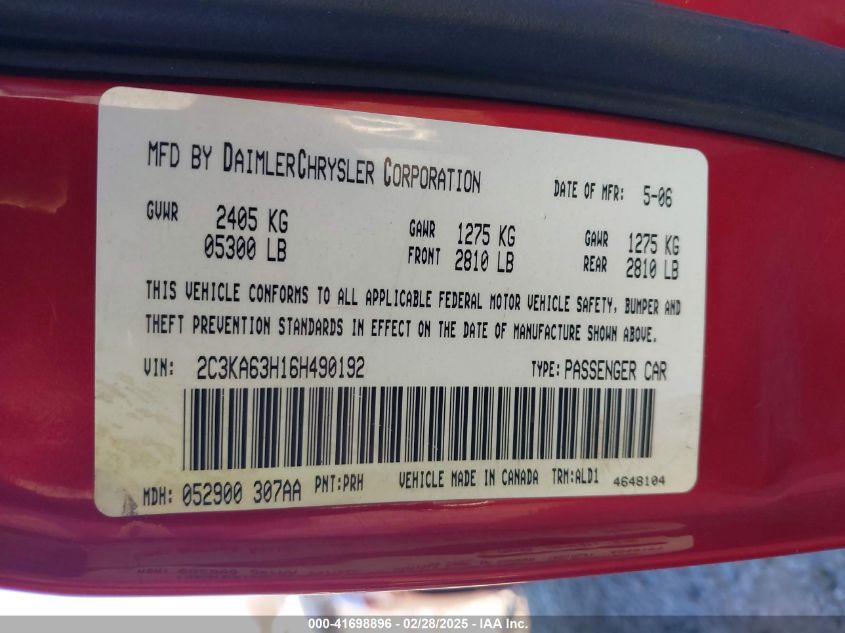 MFD BY DAIMLERCHRYSLER CORPORATION DATE OF MFR: 5-06
GVWR 2405 KG GAWR 1275 KG GAWR 1275 KG
05300 LB FRONT 2810 LB REAR 2810 LB
THIS VEHICLE CONFORMS TO ALL APPLICABLE FEDERAL MOTOR VEHICLE SAFETY, BUMPER AND
THEFT PREVENTION STANDARDS IN EFFECT ON THE DATE OF MANUFACTURE SHOWN ABOVE.
VIN: 2C3KA63H16H490192 TYPE: PASSENGER CAR
MDH: 052900 307AA PNT:PRH VEHICLE MADE IN CANADA TRM:ALD1 4648104
000-41698896 / 02/28/2025 / IAAI.COM